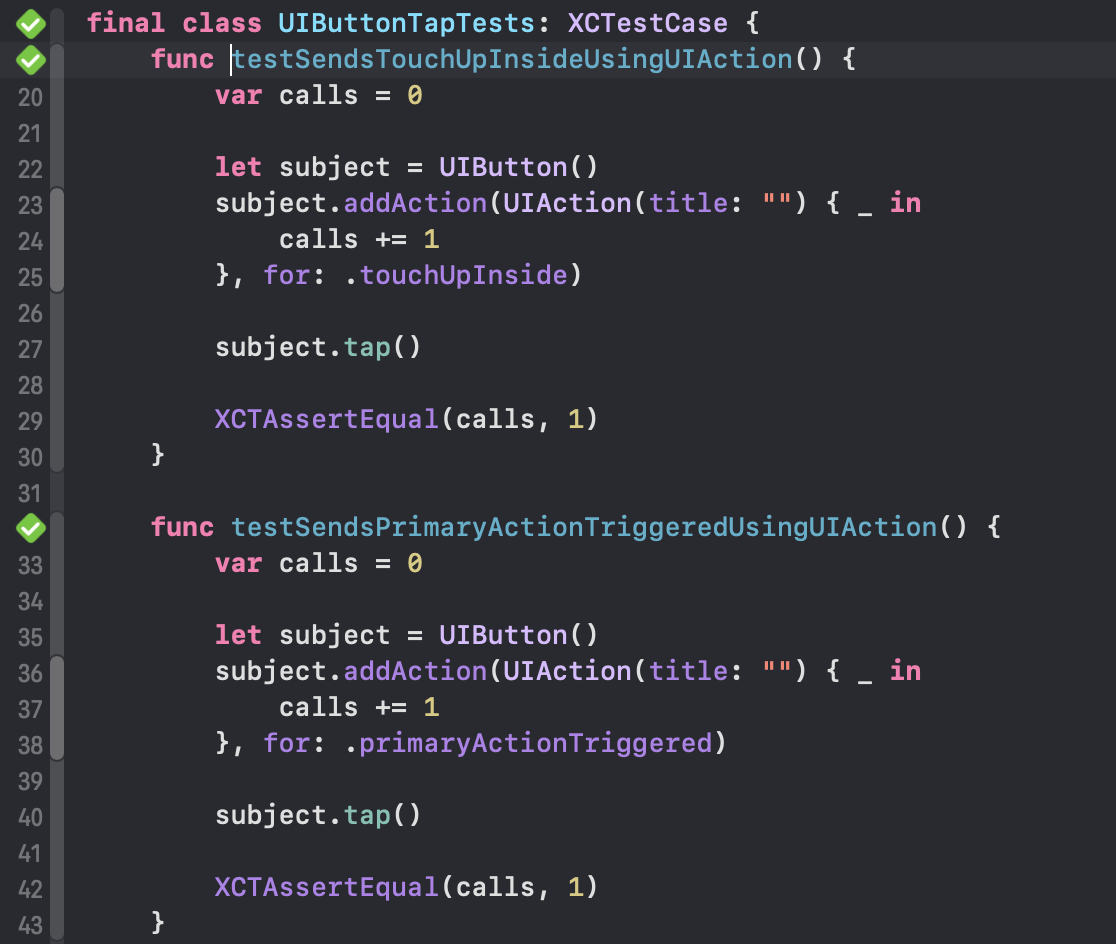 final class UIButtonTapTests: XCTestCase {
func testSendsTouchUpInsideUsingUIAction() {
20 var calls = 0
21
22 let subject = UIButton()
23 subject.addAction(UIAction(title: "") { _ in
24 calls += 1
25 }, for: .touchUpInside)
26
27 subject.tap()
28
29 XCTAssertEqual(calls, 1)
30 }
31
func testSendsPrimaryActionTriggeredUsingUIAction() {
33 var calls = 0
34
35 let subject = UIButton()
36 subject.addAction(UIAction(title: "") { _ in
37 calls += 1
38 }, for: .primaryActionTriggered)
39
40 subject.tap()
41
42 XCTAssertEqual(calls, 1)
43 }